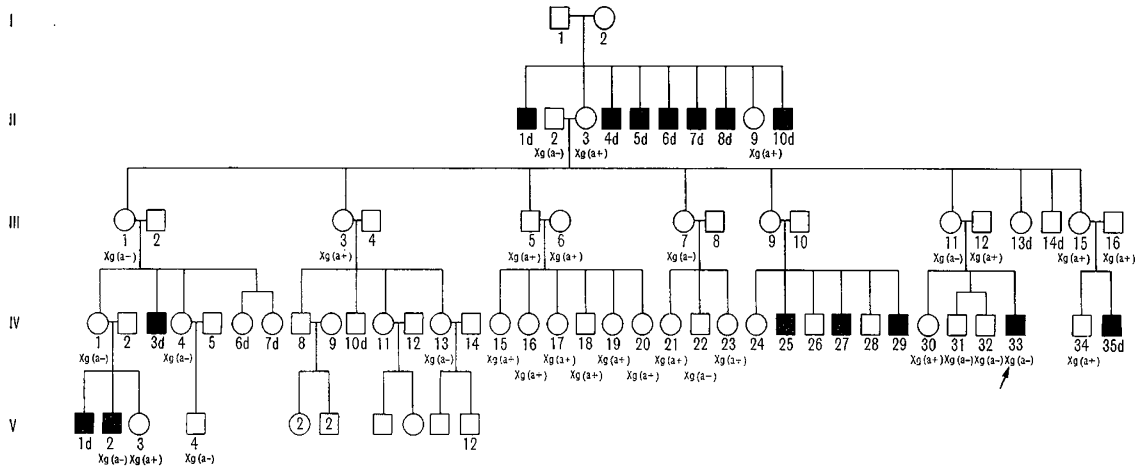 I
1 2
II
1d 2 3 4d 5d 6d 7d 8d 9 10d
Xg(a-) Xg(a+) Xg(a+)
III
1 2 3 4 5 6 7 8 9 10 11 12 13d 14d 15 16
Xg(a-) Xg(a+) Xg(a+) Xg(a+) Xg(a-) Xg(a-) Xg(a+) Xg(a+) Xg(a+)
IV
1 2 3d 4 5 6d 7d 8 9 10d 11 12 13 14 15 16 17 18 19 20 21 22 23 24 25 26 27 28 29 30 31 32 33 34 35d
Xg(a-) Xg(a-) Xg(a-) Xg(a+) Xg(a+) Xg(a+) Xg(a+) Xg(a+) Xg(a+) Xg(a-) Xg(a-) Xg(a-) Xg(a+)
Xg(a+) Xg(a+) Xg(a+) Xg(a-)
V
2 2
1d 2 3 4 12
Xg(a-) Xg(a+) Xg(a-)